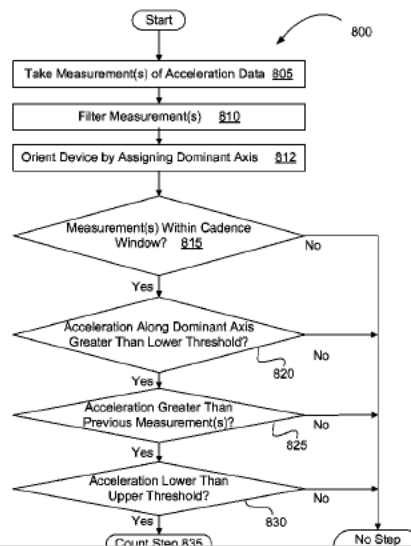 Start
800
Take Measurement(s) of Acceleration Data 805
Filter Measurement(s) 810
Orient Device by Assigning Dominant Axis 812
Measurement(s) Within Cadence
Window? 815
No
Yes
Acceleration Along Dominant Axis
Greater Than Lower Threshold?
No
820
Yes
Acceleration Greater Than
Previous Measurement(s)?
No
825
Yes
Acceleration Lower Than
Upper Threshold?
No
830
Yes
Count Step 835
No Step